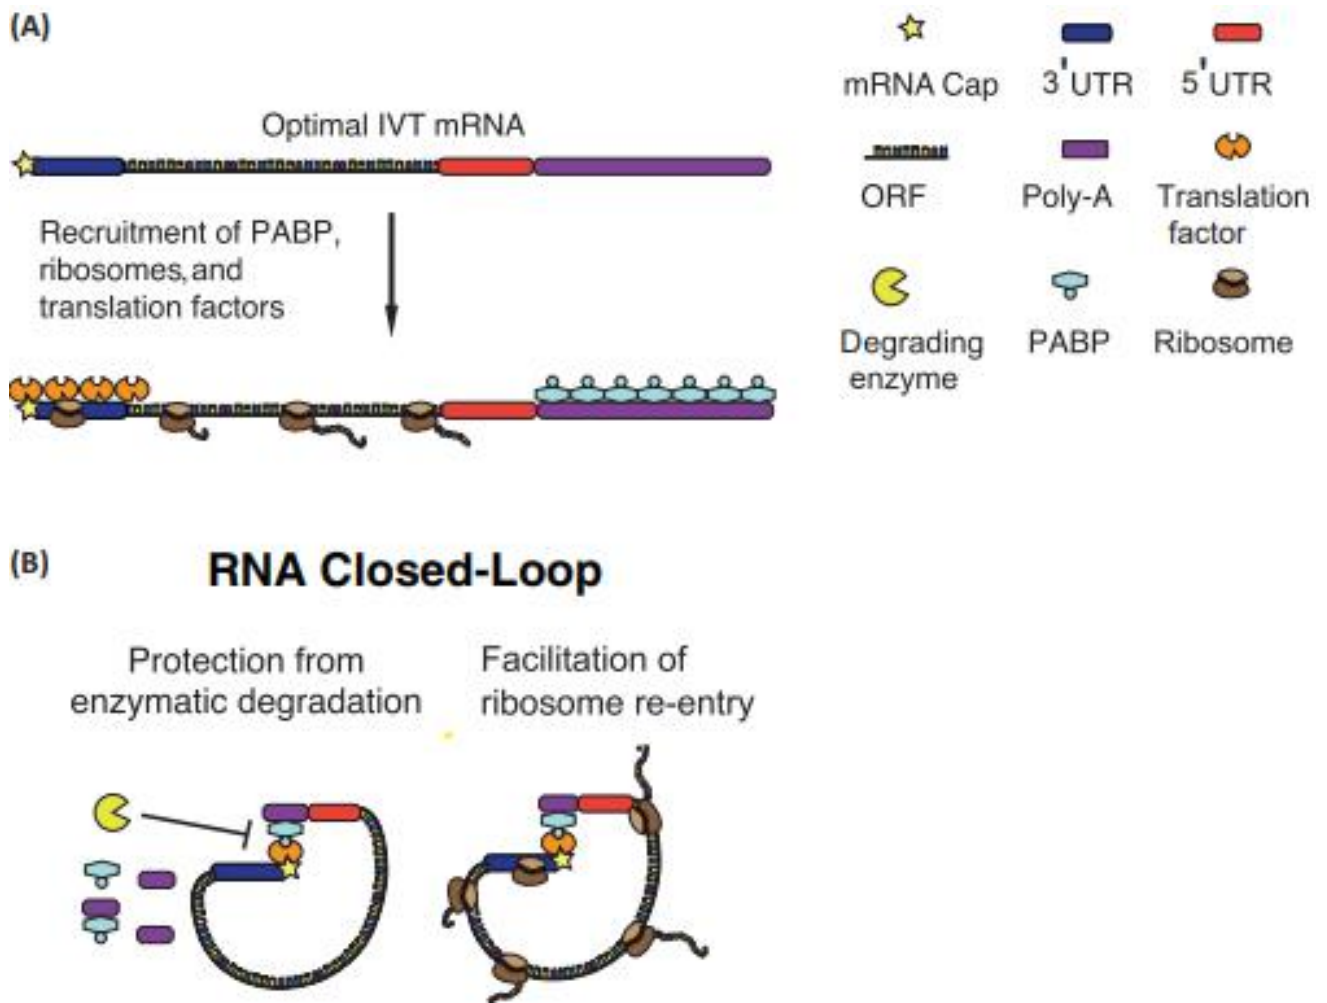 (A)
Optimal IVT mRNA
Recruitment of PABP,
ribosomes, and
translation factors
mRNA Cap
3'UTR
5'UTR
ORF
Poly-A
Translation
factor
Degrading
enzyme
PABP
Ribosome
(B)
RNA Closed-Loop
Protection from
enzymatic degradation
Facilitation of
ribosome re-entry